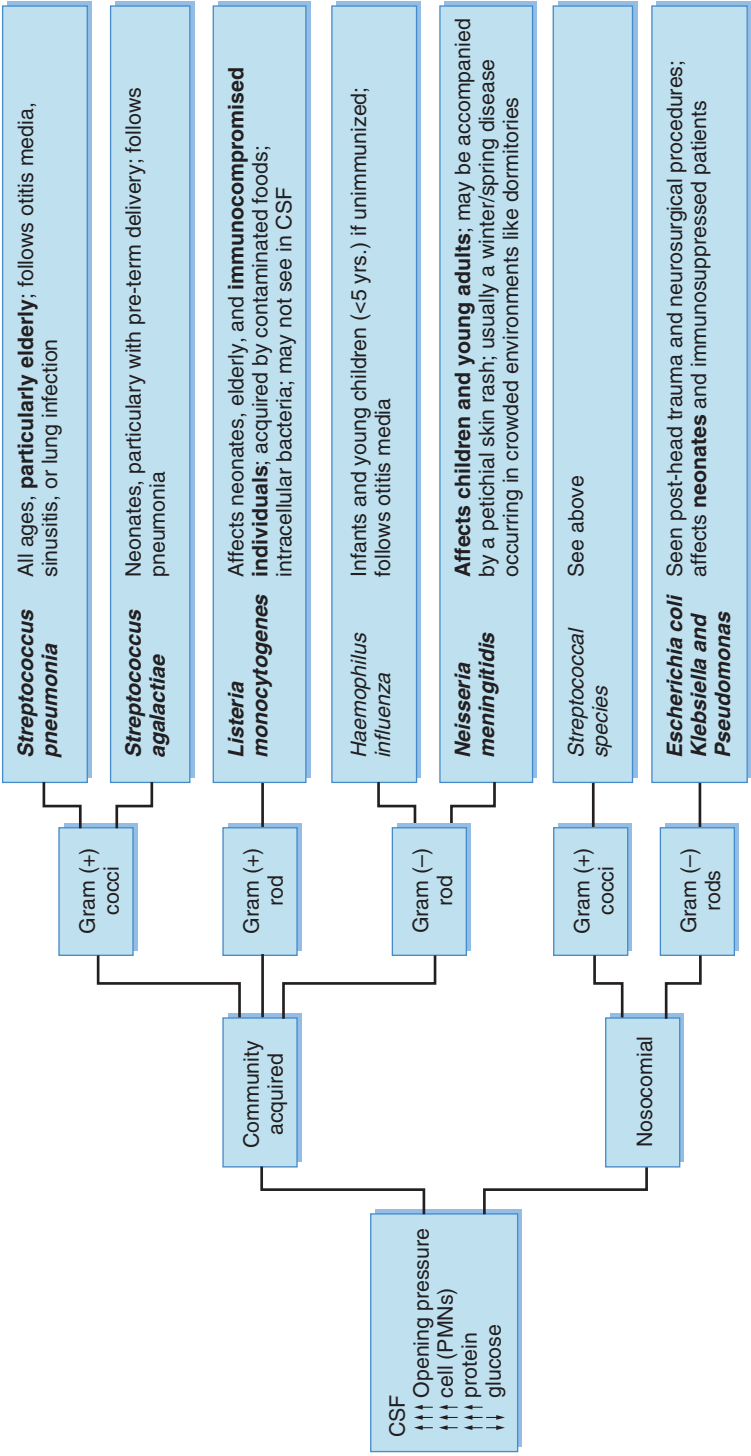 CSF
↑↑↑ Opening pressure
↑↑↑ cell (PMNs)
↑↑↑ protein
↓↓ glucose
Community
acquired
Nosocomial
Gram (+)
cocci
Gram (+)
rod
Gram (–)
rod
Gram (+)
cocci
Gram (–)
rods
Streptococcus
pneumonia
All ages, particularly elderly; follows otitis media,
sinusitis, or lung infection
Streptococcus
agalactiae
Neonates, particulary with pre-term delivery; follows
pneumonia
Listeria
monocytogenes
Affects neonates, elderly, and immunocompromised
individuals; acquired by contaminated foods;
intracellular bacteria; may not see in CSF
Haemophilus
influenza
Infants and young children (<5 yrs.) if unimmunized;
follows otitis media
Neisseria
meningitidis
Affects children and young adults; may be accompanied
by a petichial skin rash; usually a winter/spring disease
occurring in crowded environments like dormitories
Streptococcal
species
See above
Escherichia coli
Klebsiella and
Pseudomonas
Seen post-head trauma and neurosurgical procedures;
affects neonates and immunosuppressed patients